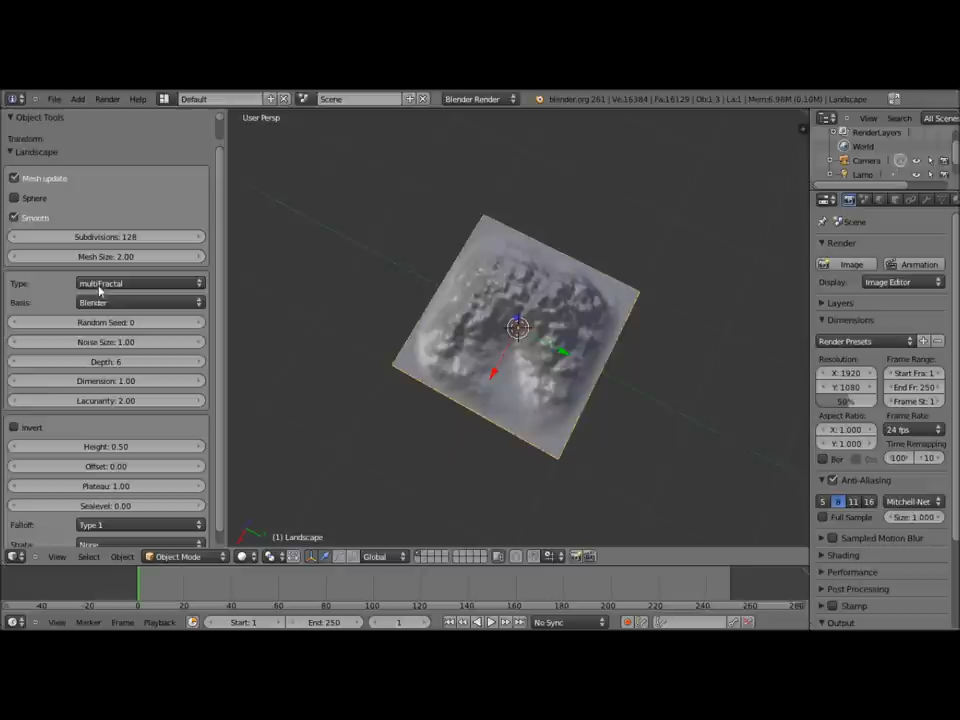 File Add Render Help Default Scene Blender Render blender.org 261 | Ve:16384 | Fa:16129 | Ob:1-3 | La:1 | Mem:6.98M (0.10M) | Landscape
Object Tools
Transform:
Landscape
Mesh update
Sphere
Smooth
Subdivisions: 128
Mesh Size: 2.00
Type: multiFractal
Basis: Blender
Random Seed: 0
Noise Size: 1.00
Depth: 6
Dimension: 1.00
Lacunarity: 2.00
Invert
Height: 0.50
Offset: 0.00
Plateau: 1.00
Sealevel: 0.00
Falloff: Type 1
Strata: None
User Persp
(1) Landscape
View Select Object Object Mode Global
-40 -20 0 20 40 60 80 100 120 140 160 180 200 220 240 260 280
View Marker Frame Playback Start: 1 End: 250 1 No Sync
View Search All Scenes
RenderLayers
World
Camera
Lamp
Scene
Render
Image Animation
Display: Image Editor
Layers
Dimensions
Render Presets
Resolution: Frame Range:
X: 1920 Start Fra: 1
Y: 1080 End Fr: 250
50% Frame St: 1
Aspect Ratio: Frame Rate:
X: 1.000 24 fps
Y: 1.000 Time Remapping
Bor 100 10
Anti-Aliasing
5 8 11 16 Mitchell-Net
Full Sample Size: 1.000
Sampled Motion Blur
Shading
Performance
Post Processing
Stamp
Output